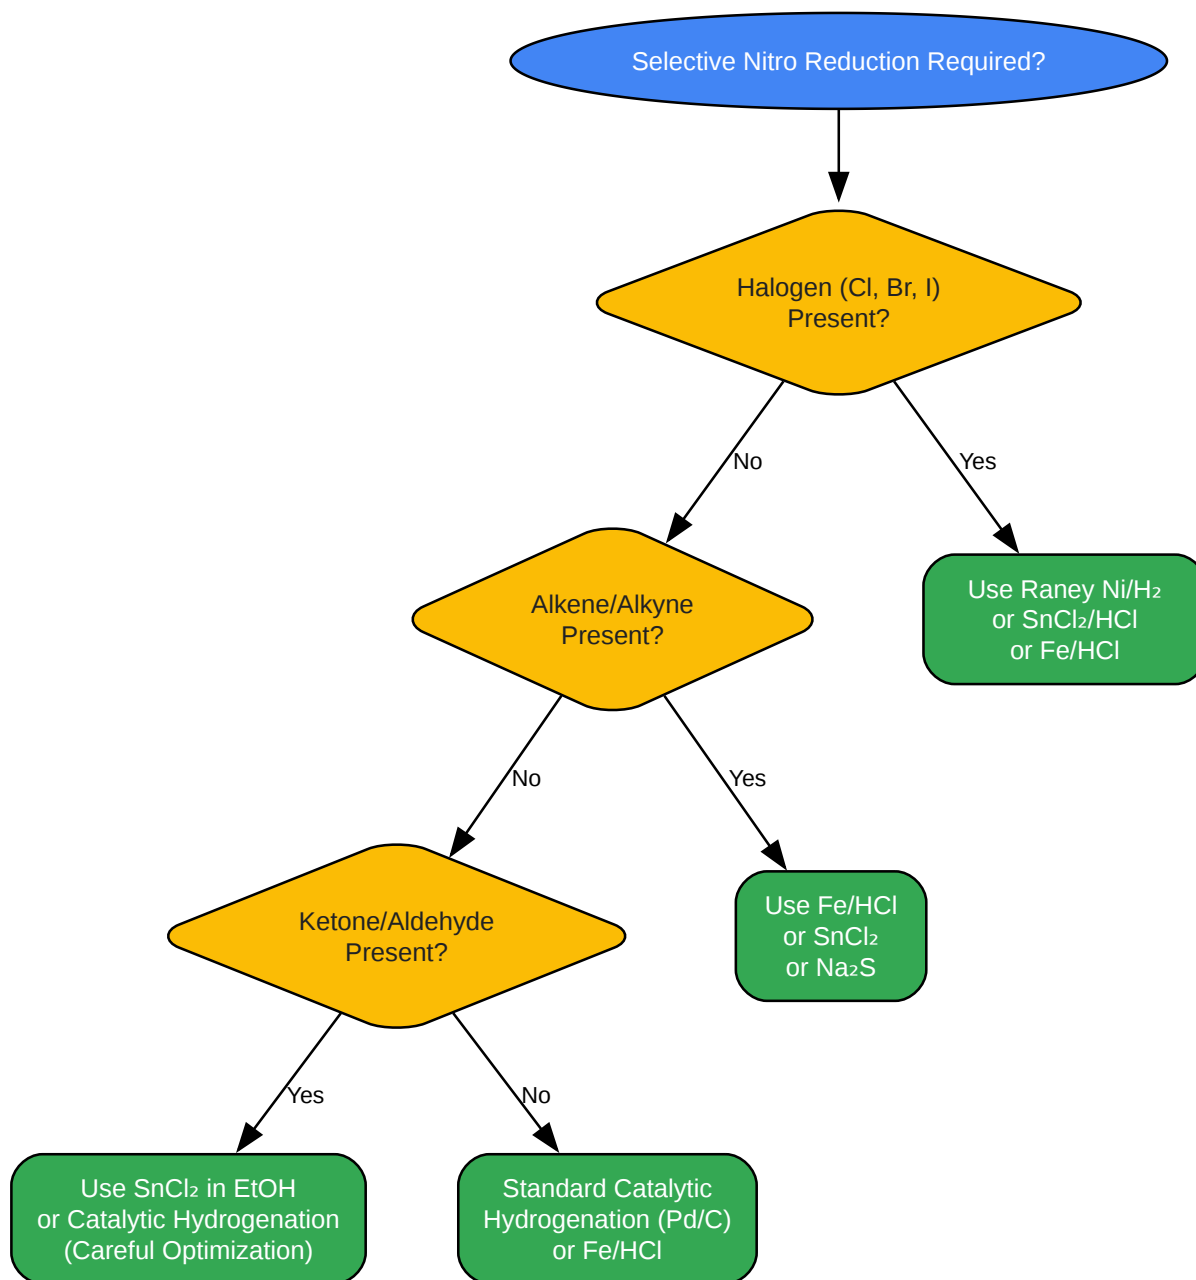 Selective Nitro Reduction Required?
Halogen (Cl, Br, I)
Present?
No
Yes
Alkene/Alkyne
Present?
Use Raney Ni/H₂
or SnCl₂/HCl
or Fe/HCl
No
Yes
Ketone/Aldehyde
Present?
Use Fe/HCl
or SnCl₂
or Na₂S
Yes
No
Use SnCl₂ in EtOH
or Catalytic Hydrogenation
(Careful Optimization)
Standard Catalytic
Hydrogenation (Pd/C)
or Fe/HCl